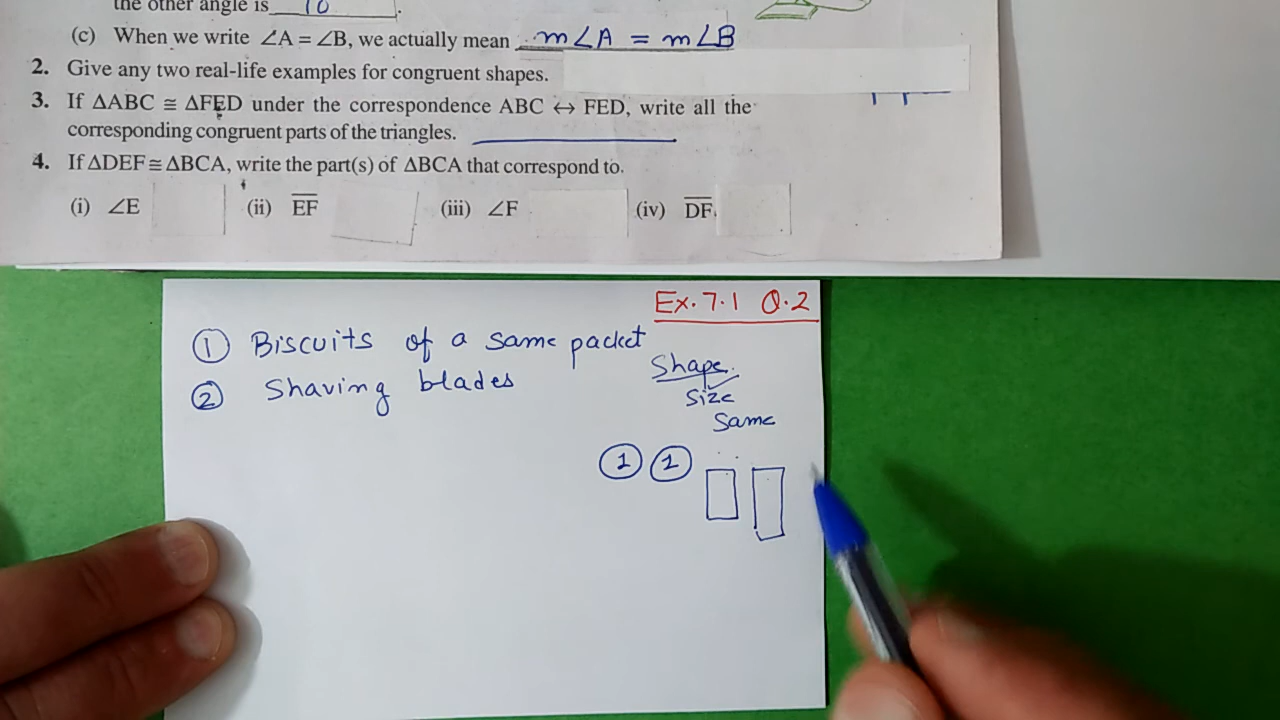 the other angle is 70.
(c) When we write ∠A = ∠B, we actually mean m∠A = m∠B
2. Give any two real-life examples for congruent shapes.
3. If ΔABC ≅ ΔFED under the correspondence ABC ↔ FED, write all the
corresponding congruent parts of the triangles.
4. If ΔDEF ≅ ΔBCA, write the part(s) of ΔBCA that correspond to.
(i) ∠E (ii) EF (iii) ∠F (iv) DF.
Ex. 7.1 Q.2
① Biscuits of a same packet
② Shaving blades
Shape.
Size
Same
① ①